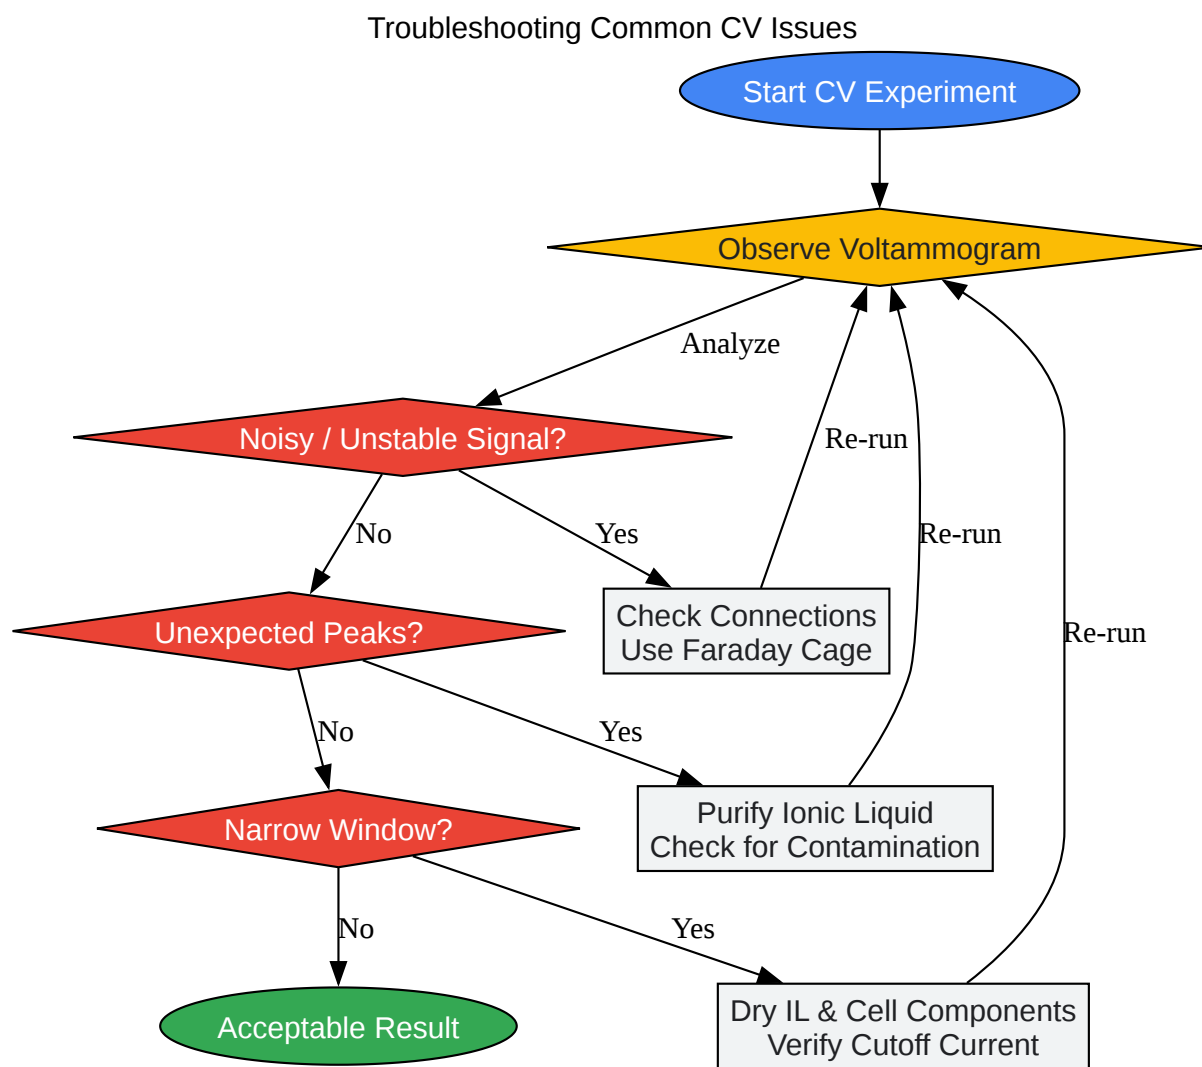 Troubleshooting Common CV Issues
Start CV Experiment
Observe Voltammogram
Analyze
Noisy / Unstable Signal?
Re-run
No
Yes
Re-run
Check Connections
Use Faraday Cage
Unexpected Peaks?
Re-run
No
Yes
Purify Ionic Liquid
Check for Contamination
Narrow Window?
No
Yes
Dry IL & Cell Components
Verify Cutoff Current
Acceptable Result